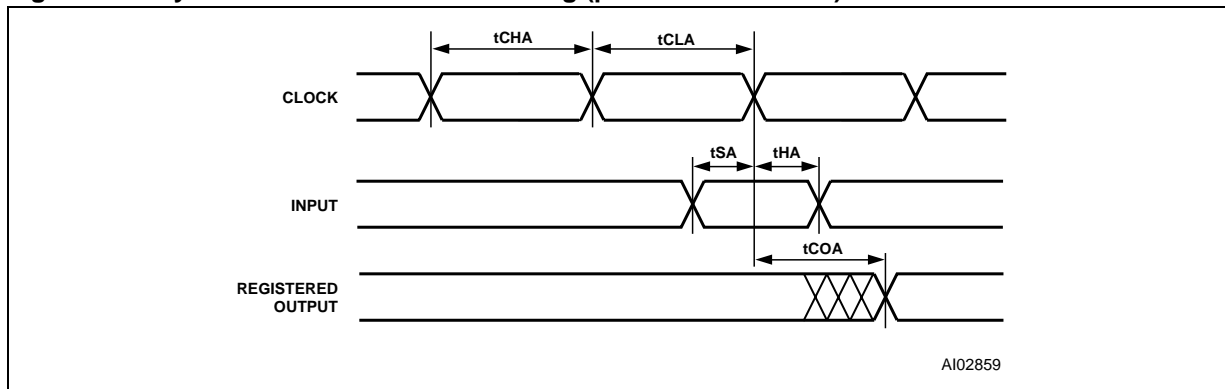 tCHA
tCLA
CLOCK
tSA
tHA
INPUT
tCOA
REGISTERED
OUTPUT
AI02859